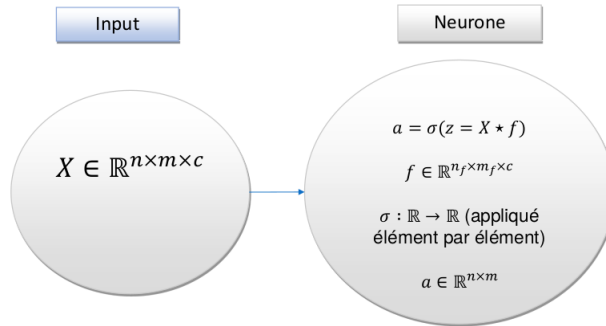 Input
Neurone
X ∈ ℝ^{n×m×c}
a = σ(z = X ⋆ f)
f ∈ ℝ^{n_f×m_f×c}
σ : ℝ → ℝ (appliqué
élément par élément)
a ∈ ℝ^{n×m}